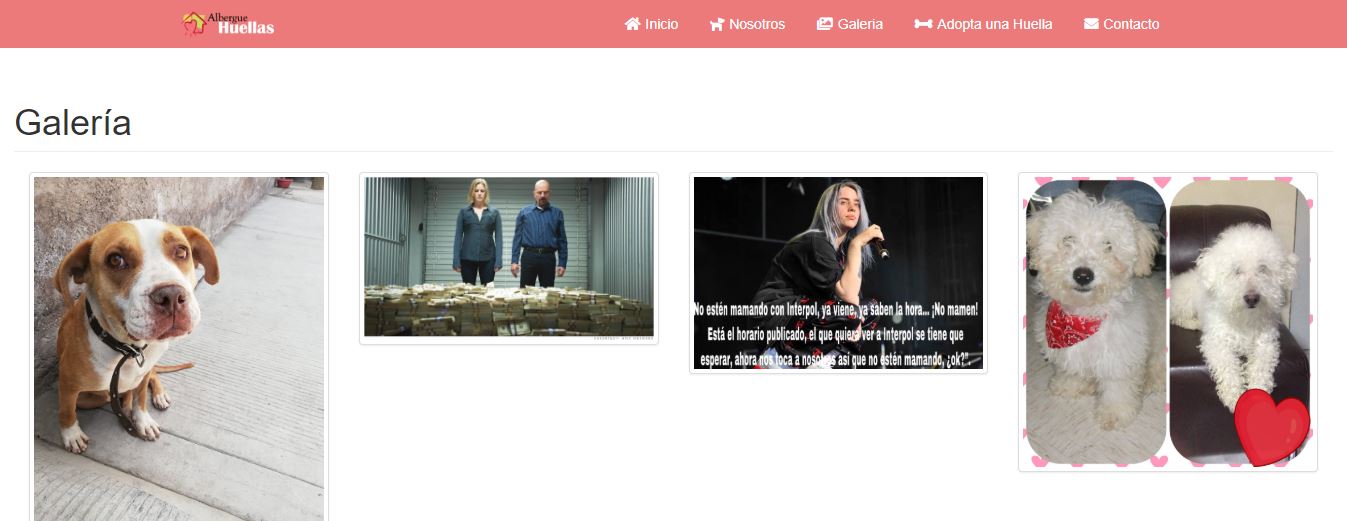 Albergue
Huellas
Inicio
Nosotros
Galeria
Adopta una Huella
Contacto
Galería
No estén mamando con Interpol, ya viene, ya saben la hora... ¡No mamen!
Está el horario publicado, el que quiera ver a Interpol se tiene que
esperar, ahora nos toca a nosotros así que no estén mamando, ¿ok?".